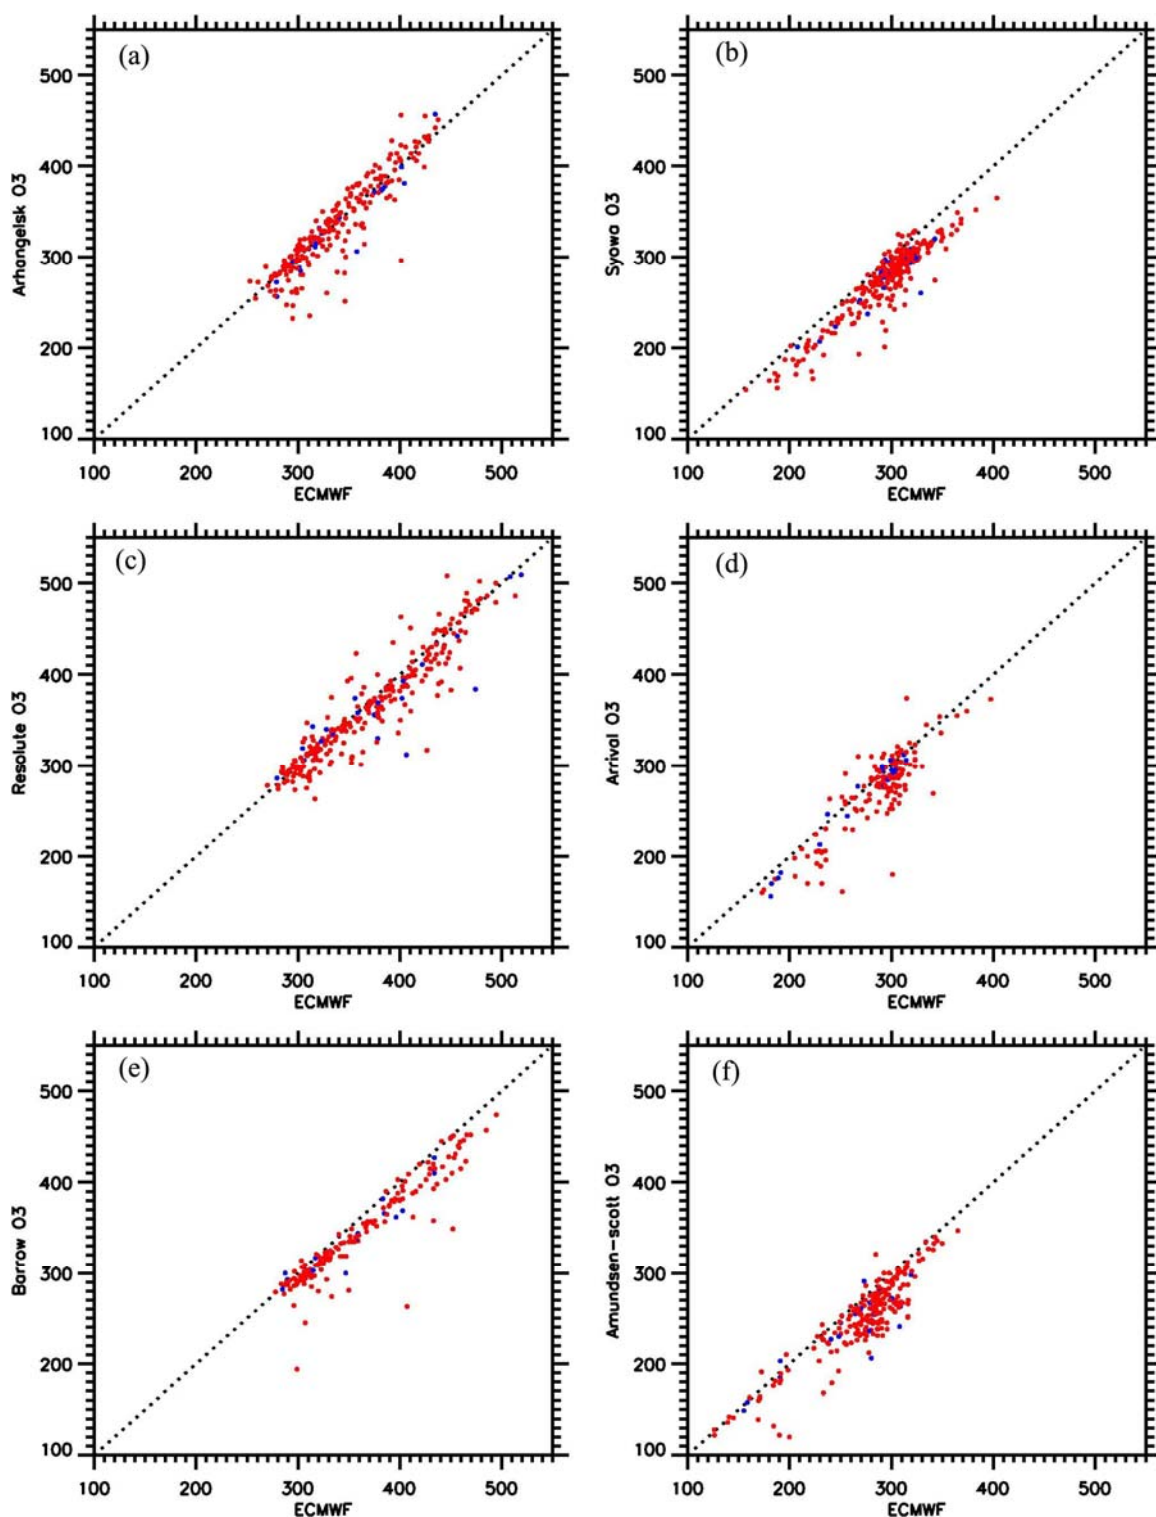 (a)
500
400
300
200
100
Arhangelsk O3
100 200 300 400 500
ECMWF
(b)
500
400
300
200
100
Syowa O3
100 200 300 400 500
ECMWF
(c)
500
400
300
200
100
Resolute O3
100 200 300 400 500
ECMWF
(d)
500
400
300
200
100
Arrival O3
100 200 300 400 500
ECMWF
(e)
500
400
300
200
100
Barrow O3
100 200 300 400 500
ECMWF
(f)
500
400
300
200
100
Amundsen-scott O3
100 200 300 400 500
ECMWF